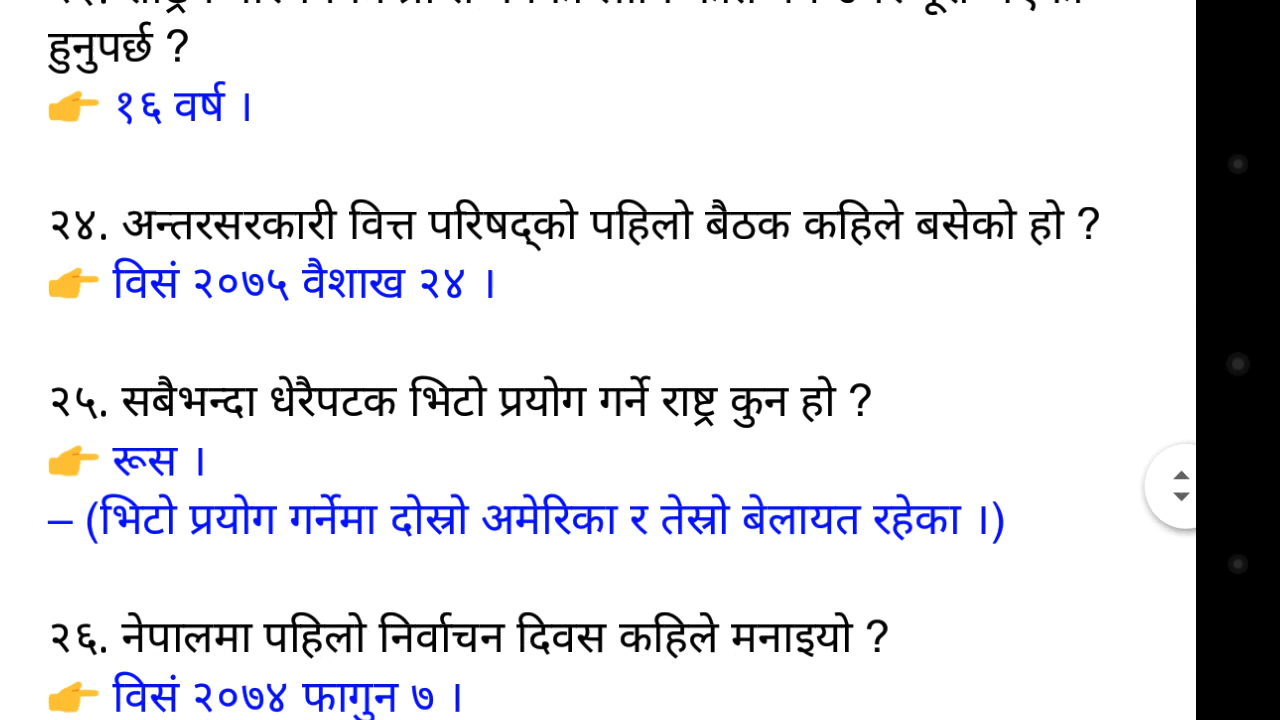 हुनुपर्छ ?
👉 १६ वर्ष ।
२४. अन्तरसरकारी वित्त परिषद्को पहिलो बैठक कहिले बसेको हो ?
👉 विसं २०७५ वैशाख २४ ।
२५. सबैभन्दा धेरैपटक भिटो प्रयोग गर्ने राष्ट्र कुन हो ?
👉 रूस ।
– (भिटो प्रयोग गर्नेमा दोस्रो अमेरिका र तेस्रो बेलायत रहेका ।)
२६. नेपालमा पहिलो निर्वाचन दिवस कहिले मनाइयो ?
👉 विसं २०७४ फागुन ७ ।